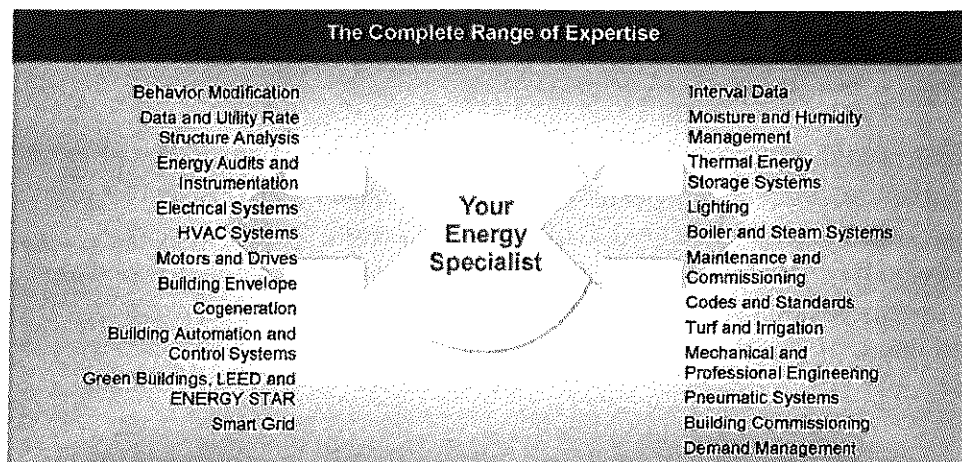 The Complete Range of Expertise
Behavior Modification
Data and Utility Rate
Structure Analysis
Energy Audits and
Instrumentation
Electrical Systems
HVAC Systems
Motors and Drives
Building Envelope
Cogeneration
Building Automation and
Control Systems
Green Buildings, LEED and
ENERGY STAR
Smart Grid
Your
Energy
Specialist
Interval Data
Moisture and Humidity
Management
Thermal Energy
Storage Systems
Lighting
Boiler and Steam Systems
Maintenance and
Commissioning
Codes and Standards
Turf and Irrigation
Mechanical and
Professional Engineering
Pneumatic Systems
Building Commissioning
Demand Management